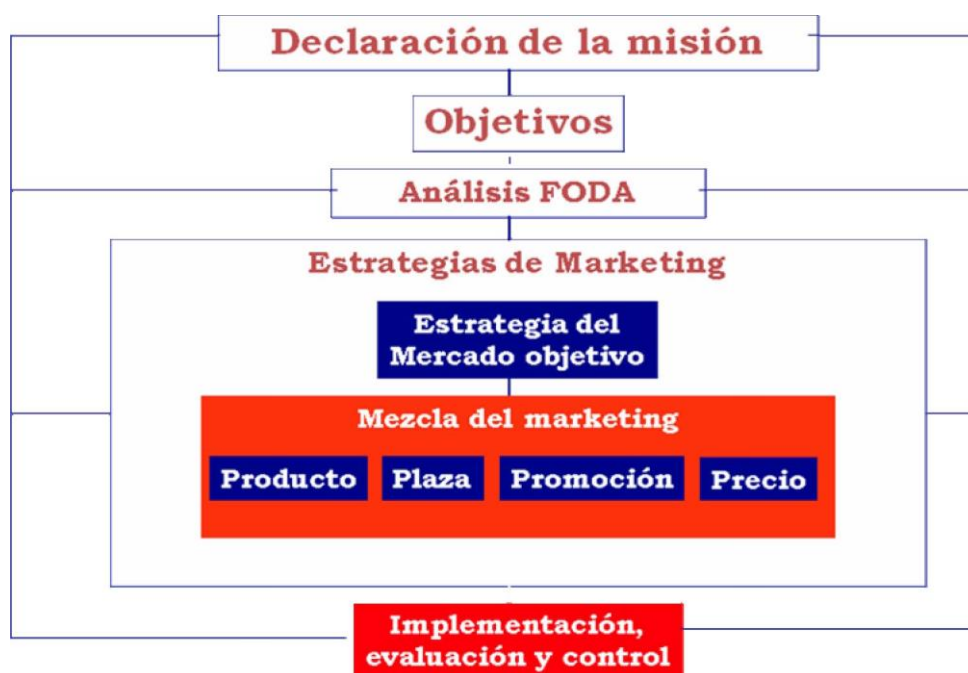 Declaración de la misión
Objetivos
Análisis FODA
Estrategias de Marketing
Estrategia del
Mercado objetivo
Mezcla del marketing
Producto Plaza Promoción Precio
Implementación,
evaluación y control